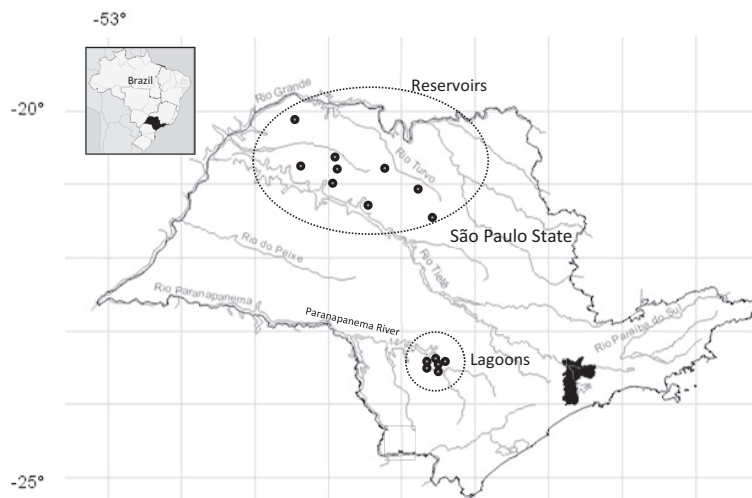 -53°
Brazil
Reservoirs
Rio Grande
-20°
Rio Turvo
São Paulo State
Rio do Peixe
Rio Tietê
Rio Paranapanema
Paranapanema River
Rio Paraíba do Sul
Lagoons
-25°